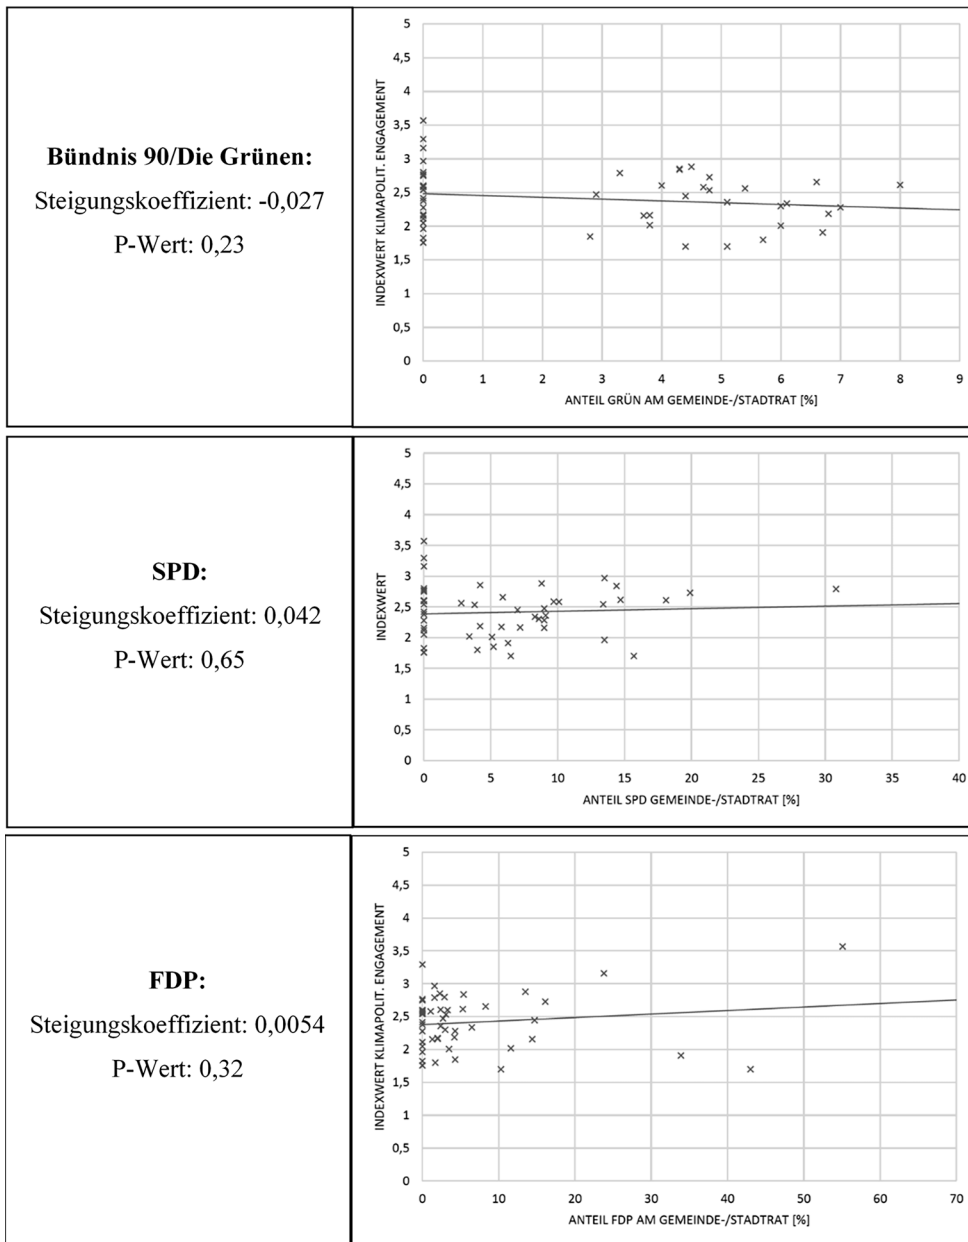 Bündnis 90/Die Grünen:
Steigungskoeffizient: -0,027
P-Wert: 0,23
INDEXWERT KLIMAPOLIT. ENGAGEMENT
5
4,5
4
3,5
3
2,5
2
1,5
1
0,5
0
0 1 2 3 4 5 6 7 8 9
ANTEIL GRÜN AM GEMEINDE-/STADTRAT [%]
SPD:
Steigungskoeffizient: 0,042
P-Wert: 0,65
INDEXWERT
5
4,5
4
3,5
3
2,5
2
1,5
1
0,5
0
0 5 10 15 20 25 30 35 40
ANTEIL SPD GEMEINDE-/STADTRAT [%]
FDP:
Steigungskoeffizient: 0,0054
P-Wert: 0,32
INDEXWERT KLIMAPOLIT. ENGAGEMENT
5
4,5
4
3,5
3
2,5
2
1,5
1
0,5
0
0 10 20 30 40 50 60 70
ANTEIL FDP AM GEMEINDE-/STADTRAT [%]